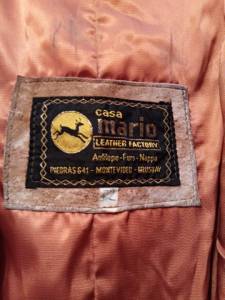 casa
mario
LEATHER FACTORY
Antilope - Furs - Nappa
PIEDRAS 641 - MONTEVIDEO - URUGUAY